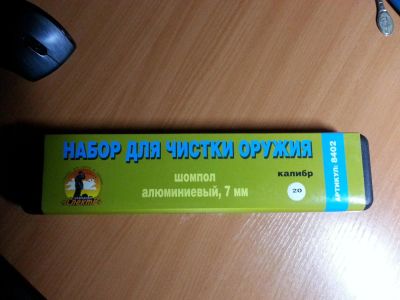 НАБОР ДЛЯ ЧИСТКИ ОРУЖИЯ
шомпол
алюминиевый, 7 мм
калибр
20
АРТИКУЛ: 8402